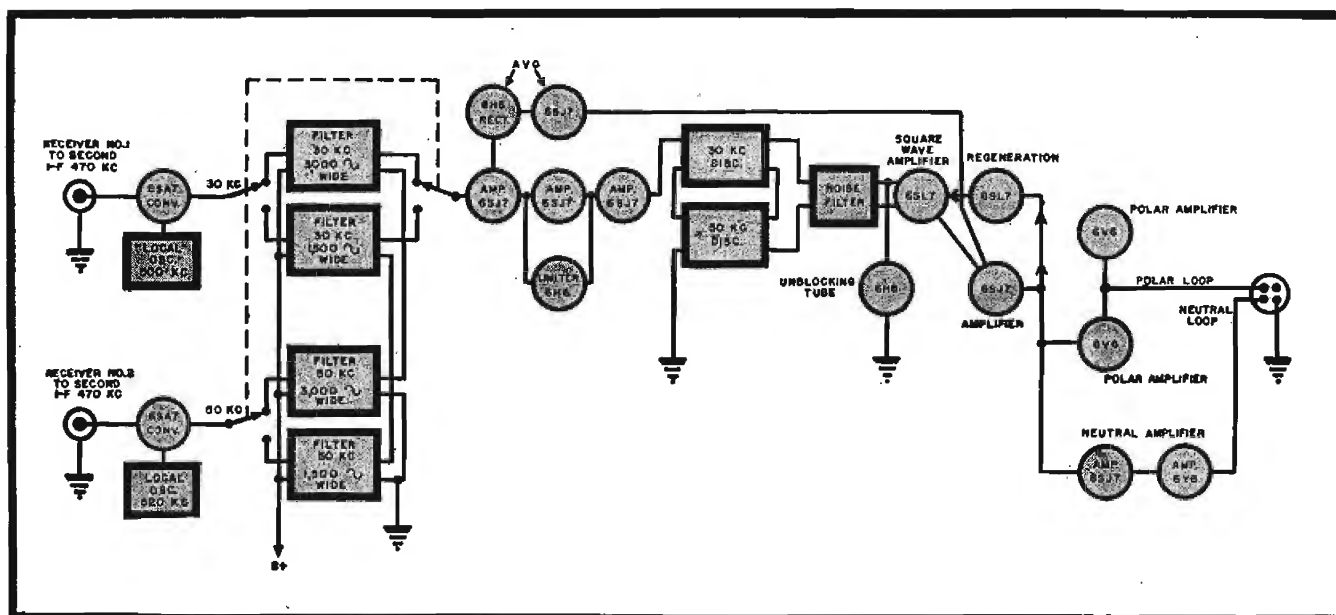 RECEIVER NO.1
TO SECOND
I-F 470 KC
6SA7
CONV.
LOCAL
OSC.
500 KC
30 KC
FILTER
30 KC
3000 ∿
WIDE
FILTER
30 KC
1,500 ∿
WIDE
RECEIVER NO.2
TO SECOND
I-F 470 KC
6SA7
CONV.
LOCAL
OSC.
520 KC
50 KC
FILTER
50 KC
3,000 ∿
WIDE
FILTER
50 KC
1,500 ∿
WIDE
B+
AVC
6H6
RECT.
6SJ7
AMP.
6SJ7
AMP.
6SJ7
AMP.
6SJ7
LIMITER
6H6
30 KC
DISC.
50 KC
DISC.
NOISE
FILTER
SQUARE
WAVE
AMPLIFIER
6SL7
REGENERATION
6SL7
UNBLOCKING
TUBE
6H6
6SJ7
AMPLIFIER
POLAR AMPLIFIER
6V6
POLAR LOOP
NEUTRAL
LOOP
6V6
POLAR AMPLIFIER
NEUTRAL AMPLIFIER
AMP.
6SJ7
AMP.
6V6